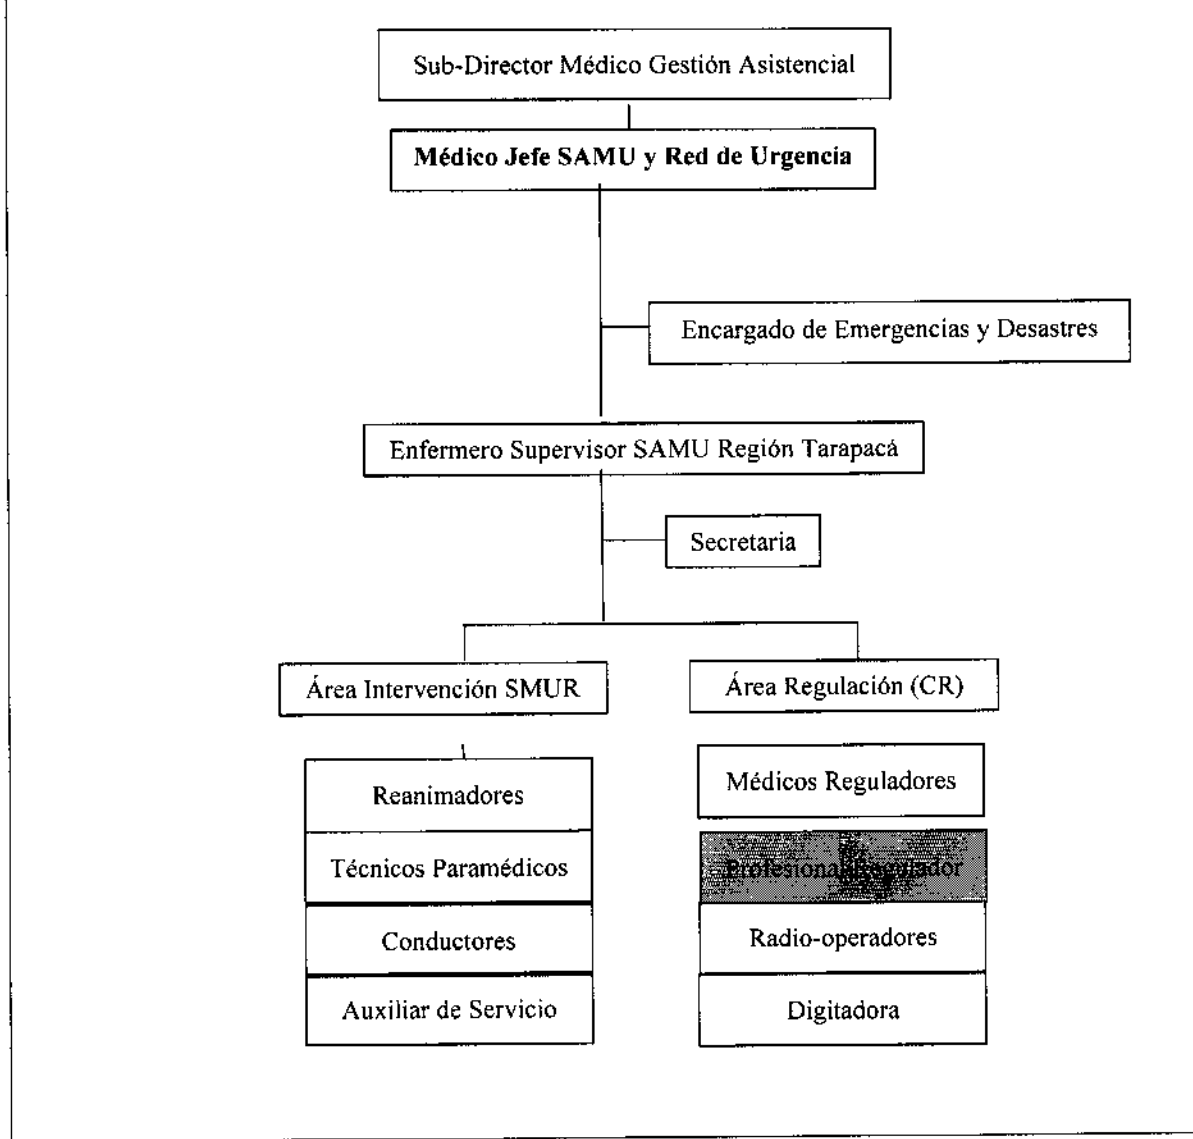 Sub-Director Médico Gestión Asistencial
Médico Jefe SAMU y Red de Urgencia
Encargado de Emergencias y Desastres
Enfermero Supervisor SAMU Región Tarapacá
Secretaria
Área Intervención SMUR
Área Regulación (CR)
Reanimadores
Técnicos Paramédicos
Conductores
Auxiliar de Servicio
Médicos Reguladores
Profesional Regulador
Radio-operadores
Digitadora